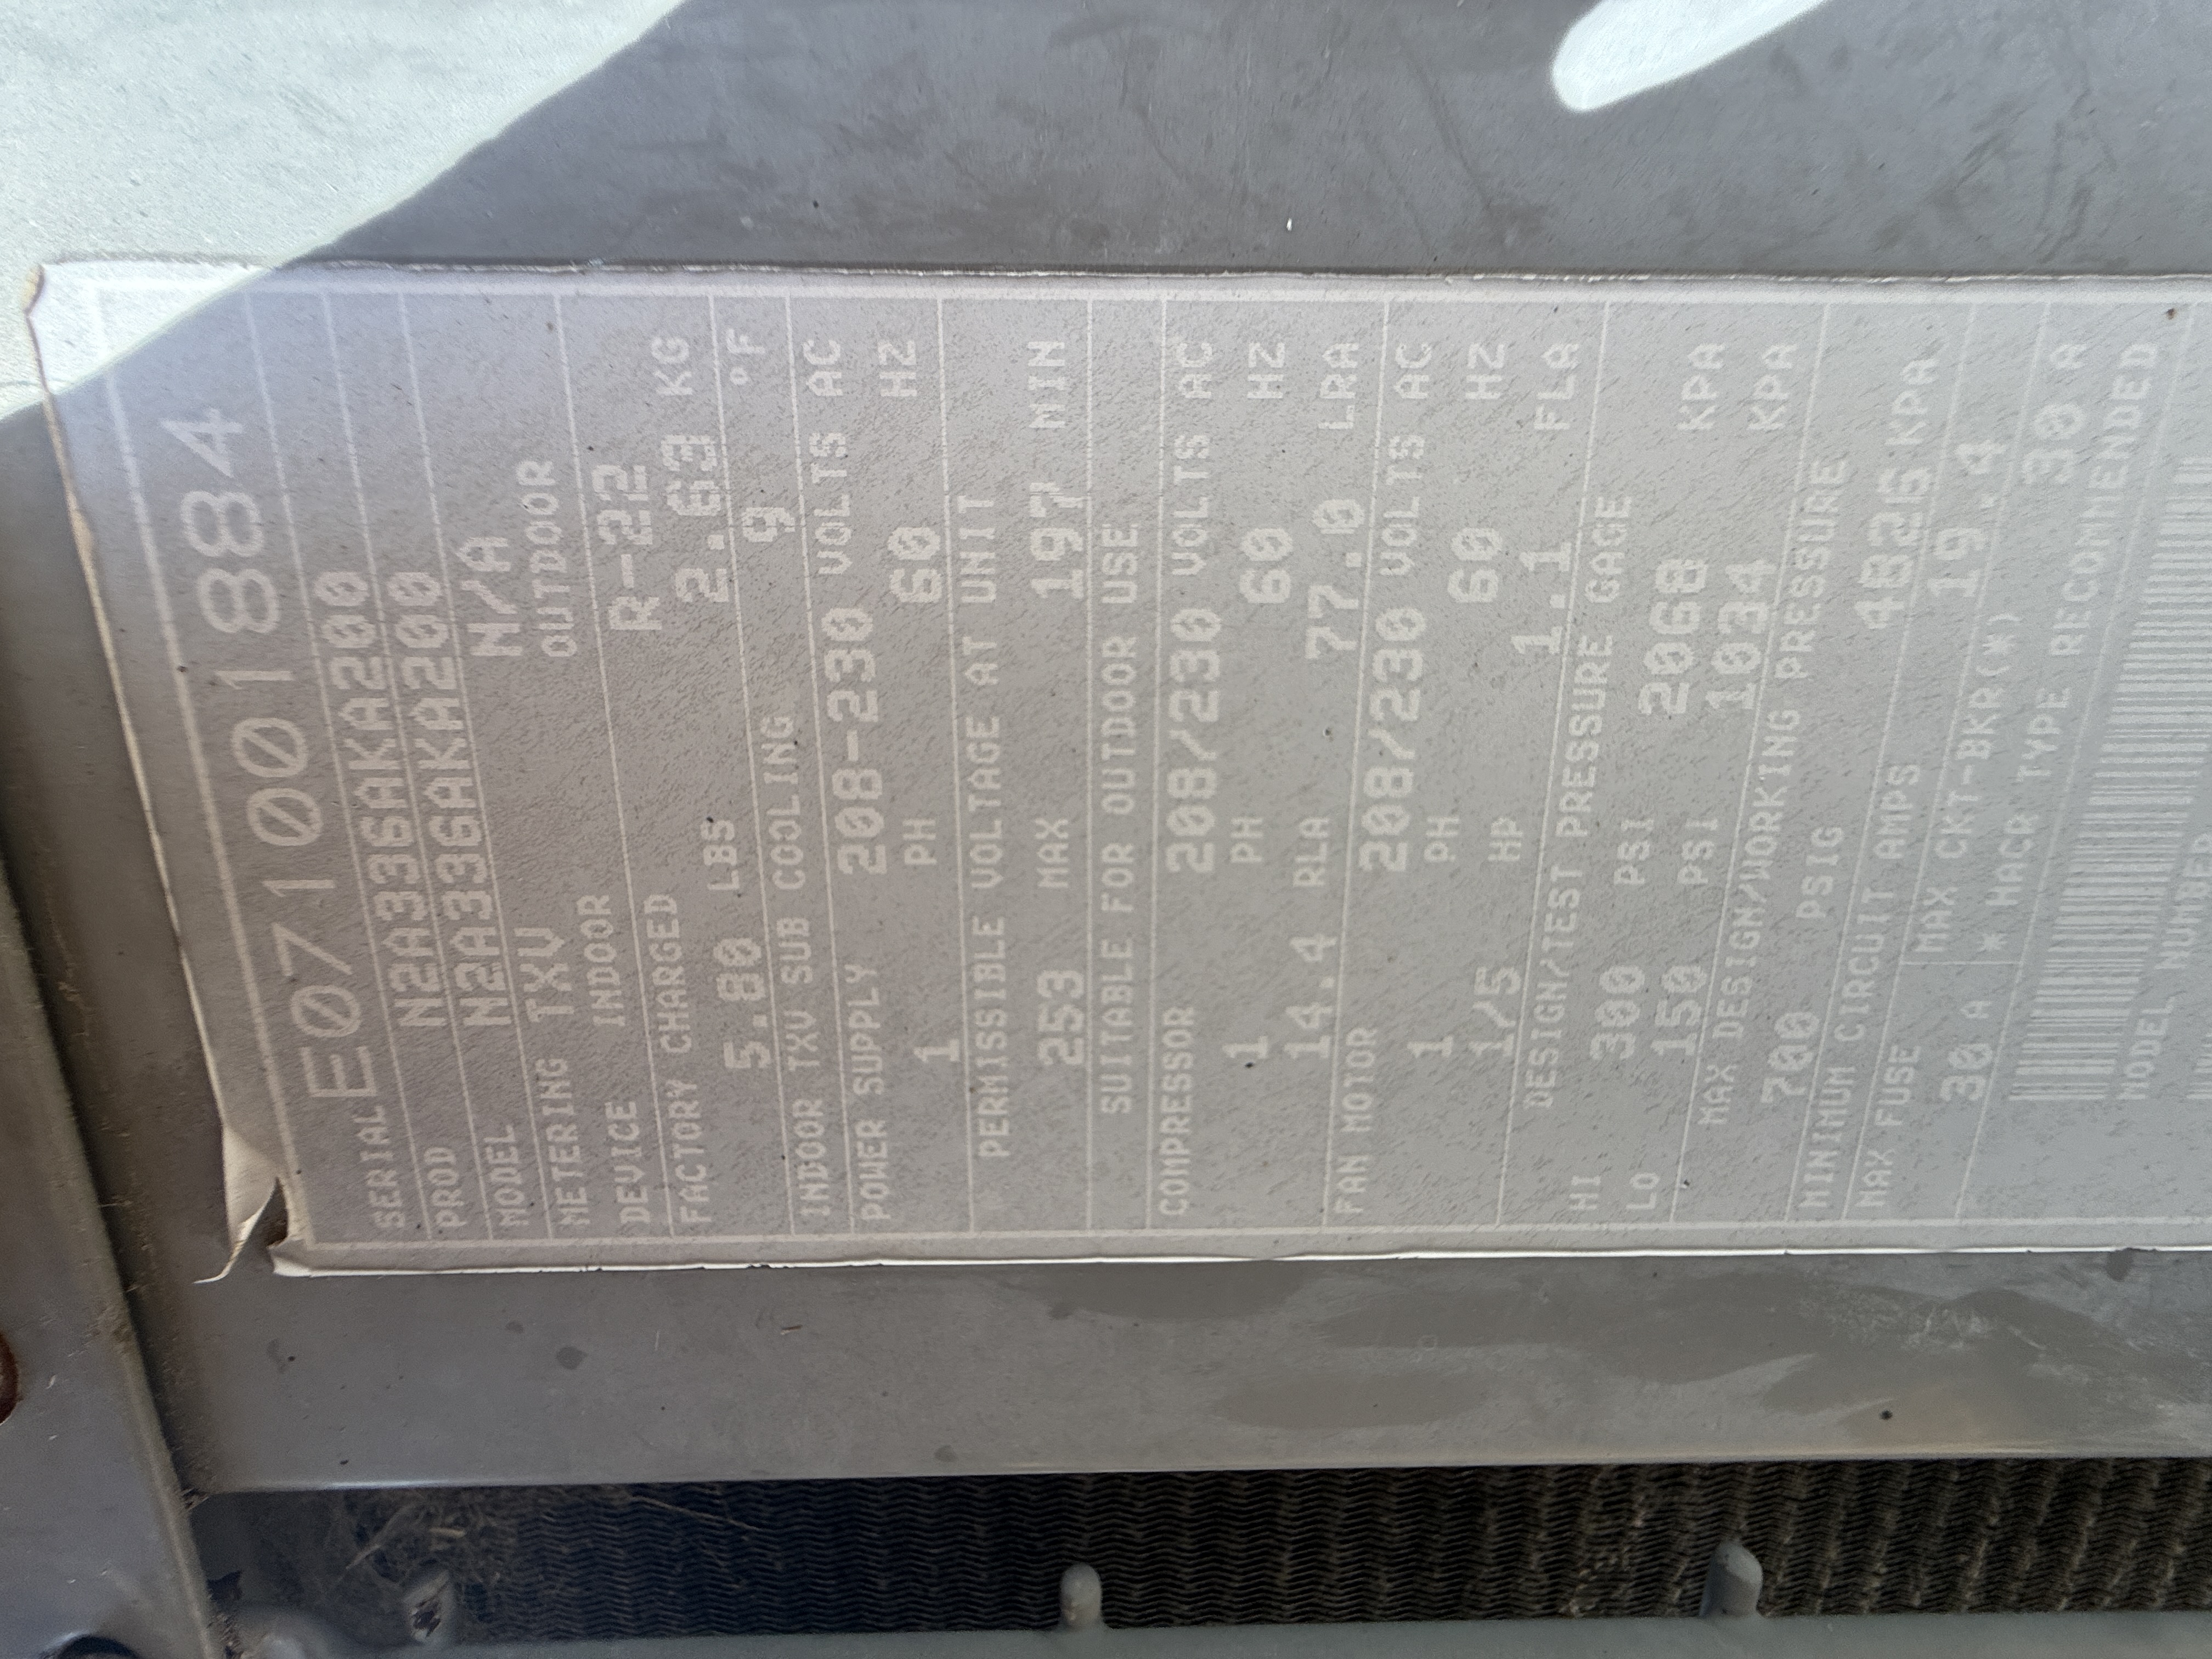 SERIAL E071001884
PROD N2A336AKA200
MODEL N2A336AKA200
METERING TXV N/A
DEVICE INDOOR OUTDOOR
FACTORY CHARGED R-22
5.80 LBS 2.63 KG
INDOOR TXV SUB COOLING 9 °F
POWER SUPPLY 208-230 VOLTS AC
1 PH 60 HZ
PERMISSIBLE VOLTAGE AT UNIT
253 MAX 197 MIN
SUITABLE FOR OUTDOOR USE
COMPRESSOR 208/230 VOLTS AC
1 PH 60 HZ
14.4 RLA 77.0 LRA
FAN MOTOR 208/230 VOLTS AC
1 PH 60 HZ
1/5 HP 1.1 FLA
DESIGN/TEST PRESSURE GAGE
HI 300 PSI 2068 KPA
LO 150 PSI 1034 KPA
MAX DESIGN/WORKING PRESSURE
700 PSIG 4826 KPA
MINIMUM CIRCUIT AMPS 19.4
MAX FUSE MAX CKT-BKR(*)
30 A * HACR TYPE 30 A
RECOMMENDED
MODEL NUMBER